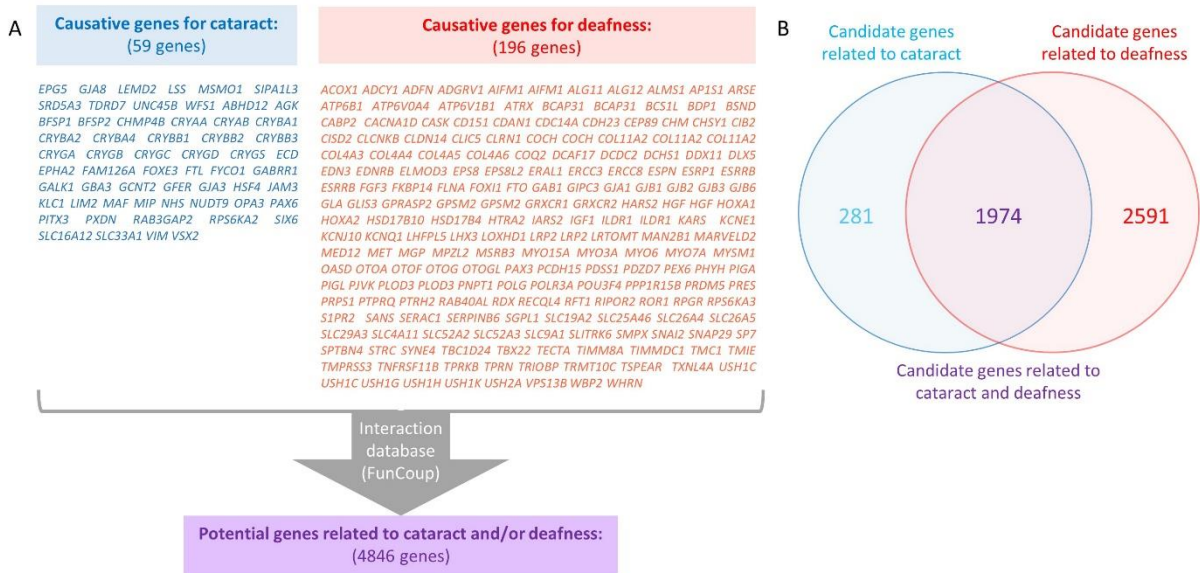 A
Causative genes for cataract:
(59 genes)
EPG5 GJA8 LEMD2 LSS MSMO1 SIPA1L3
SRD5A3 TDRD7 UNC45B WFS1 ABHD12 AGK
BFSP1 BFSP2 CHMP4B CRYAA CRYAB CRYBA1
CRYBA2 CRYBA4 CRYBB1 CRYBB2 CRYBB3
CRYGA CRYGB CRYGC CRYGD CRYGS ECD
EPHA2 FAM126A FOXE3 FTL FYCO1 GABRR1
GALK1 GBA3 GCNT2 GFER GJA3 HSF4 JAM3
KLC1 LIM2 MAF MIP NHS NUDT9 OPA3 PAX6
PITX3 PXDN RAB3GAP2 RPS6KA2 SIX6
SLC16A12 SLC33A1 VIM VSX2
Causative genes for deafness:
(196 genes)
ACOX1 ADCY1 ADFN ADGRV1 AIFM1 AIFM1 ALG11 ALG12 ALMS1 AP1S1 ARSE
ATP6B1 ATP6V0A4 ATP6V1B1 ATRX BCAP31 BCAP31 BCS1L BDP1 BSND
CABP2 CACNA1D CASK CD151 CDAN1 CDC14A CDH23 CEP89 CHM CHSY1 CIB2
CISD2 CLCNKB CLDN14 CLIC5 CLRN1 COCH COCH COL11A2 COL11A2 COL11A2
COL4A3 COL4A4 COL4A5 COL4A6 COQ2 DCAF17 DCDC2 DCHS1 DDX11 DLX5
EDN3 EDNRB ELMOD3 EPS8 EPS8L2 ERAL1 ERCC3 ERCC8 ESPN ESRP1 ESRRB
ESRRB FGF3 FKBP14 FLNA FOXI1 FTO GAB1 GIPC3 GJA1 GJB1 GJB2 GJB3 GJB6
GLA GLIS3 GPRASP2 GPSM2 GPSM2 GRXCR1 GRXCR2 HARS2 HGF HGF HOXA1
HOXA2 HSD17B10 HSD17B4 HTRA2 IARS2 IGF1 ILDR1 ILDR1 KARS KCNE1
KCNJ10 KCNQ1 LHFPL5 LHX3 LOXHD1 LRP2 LRP2 LRTOMT MAN2B1 MARVELD2
MED12 MET MGP MPZL2 MSRB3 MYO15A MYO3A MYO6 MYO7A MYSM1
OASD OTOA OTOF OTOG OTOGL PAX3 PCDH15 PDSS1 PDZD7 PEX6 PHYH PIGA
PIGL PJVK PLOD3 PLOD3 PNPT1 POLG POLR3A POU3F4 PPP1R15B PRDM5 PRES
PRPS1 PTPRQ PTRH2 RAB40AL RDX RECQL4 RFT1 RIPOR2 ROR1 RPGR RPS6KA3
S1PR2 SANS SERAC1 SERPINB6 SGPL1 SLC19A2 SLC25A46 SLC26A4 SLC26A5
SLC29A3 SLC4A11 SLC52A2 SLC52A3 SLC9A1 SLITRK6 SMPX SNAI2 SNAP29 SP7
SPTBN4 STRC SYNE4 TBC1D24 TBX22 TECTA TIMM8A TIMMDC1 TMC1 TMIE
TMPRSS3 TNFRSF11B TPRKB TPRN TRIOBP TRMT10C TSPEAR TXNL4A USH1C
USH1C USH1G USH1H USH1K USH2A VPS13B WBP2 WHRN
Interaction
database
(FunCoup)
Potential genes related to cataract and/or deafness:
(4846 genes)
B
Candidate genes
related to cataract
Candidate genes
related to deafness
281
1974
2591
Candidate genes related to
cataract and deafness